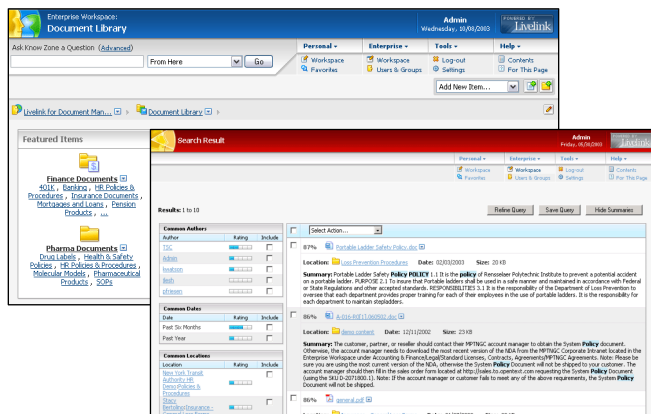 Enterprise Workspace:
Document Library
Admin
Wednesday, 10/08/2003
POWERED BY
Livelink
Ask Know Zone a Question (Advanced)
From Here
Go
Personal
Enterprise
Tools
Help
Workspace
Workspace
Log-out
Contents
Favorites
Users & Groups
Settings
For This Page
Add New Item...
Livelink for Document Man...
Document Library
Featured Items
Finance Documents
401K, Banking, HR Policies &
Procedures, Insurance Documents,
Mortgages and Loans, Pension
Products, ...
Pharma Documents
Drug Labels, Health & Safety
Policies, HR Policies & Procedures,
Molecular Models, Pharmaceutical
Products, SOPs
Search Result
Admin
Livelink
Personal
Enterprise
Tools
Help
Workspace
Workspace
Log-out
Contents
Favorites
Users & Groups
Settings
For This Page
Results: 1 to 10
Refine Query
Save Query
Hide Summaries
Common Authors
Author Rating Include
TSC
Admin
kwatson
llesh
pfriesen
Common Dates
Date Rating Include
Past Six Months
Past Year
Common Locations
Location Rating Include
New York Transit
Authority HR
Demo:Policies &
Procedures
Stacy
Bertolino:Insurance -
Select Action...
87% Portable Ladder Safety Policy.doc
Location: Loss Prevention Procedures Date: 02/03/2003 Size: 20 KB
Summary: Portable Ladder Safety Policy POLICY 1.1 It is the policy of Rensselaer Polytechnic Institute to prevent a potential accident
on a portable ladder. PURPOSE 2.1 To insure that Portable ladders shall be used in a safe manner and maintained in accordance with Federal
or State Regulations and other accepted standards. RESPONSIBILITIES 3.1 It is the responsibility of the Department of Loss Prevention to
oversee that each department provides proper training for each of their employees in the use of portable ladders. It is the responsibility for
each department to maintain stepladders.
86%
Location: demo content Date: 12/11/2002 Size: 23 KB
Summary: The customer, partner, or reseller should contact their MPTNGC account manager to obtain the System Policy document.
Otherwise, the account manager needs to download the most recent version of the NDA from the MPTNGC Corporate Intranet located in the
Enterprise Workspace under Accounting & Finance/Legal/Standard Licenses, Contracts, Agreements/MPTNGC Agreements. Note: Please be
sure you are using the most current version of the NDA, otherwise the System Policy Document will not be shipped to your customer. The
account manager should then fill in the sales order form located at http://sales.to.opentext.com requesting the System Policy Document
(using the SKU D-2071800.1). Note: If the account manager or customer fails to meet any of the above requirements, the System Policy
Document will not be shipped.
86% general.pdf